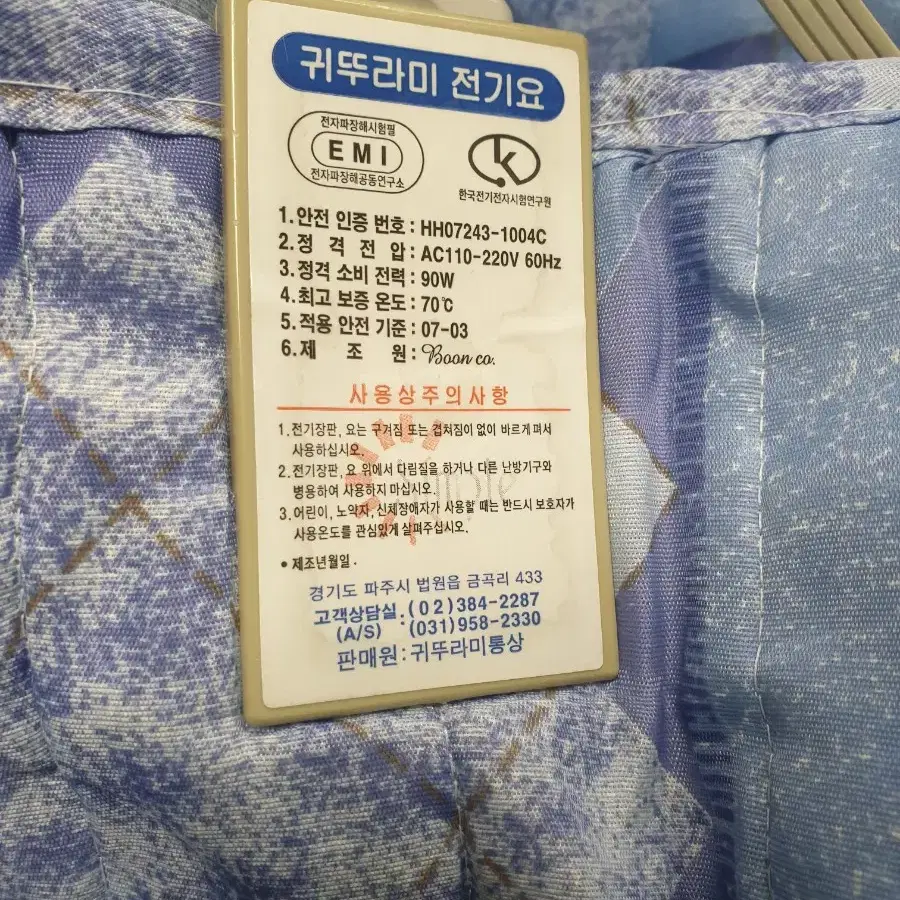 귀뚜라미 전기요
전자파장해시험필
EMI
전자파장해공동연구소
한국전기전자시험연구원
1.안전 인증 번호 : HH07243-1004C
2.정 격 전 압 : AC110-220V 60Hz
3.정격 소비 전력 : 90W
4.최고 보증 온도 : 70℃
5.적용 안전 기준 : 07-03
6.제 조 원 : Boon co.
사용상주의사항
1.전기장판, 요는 구겨짐 또는 겹쳐짐이 없이 바르게 펴서
사용하십시오.
2.전기장판, 요 위에서 다림질을 하거나 다른 난방기구와
병용하여 사용하지 마십시오.
3.어린이, 노약자, 신체장애자가 사용할 때는 반드시 보호자가
사용온도를 관심있게 살펴주십시오.
• 제조년월일 .
경기도 파주시 법원읍 금곡리 433
고객상담실 : (02)384-2287
(A/S) (031)958-2330
판매원 : 귀뚜라미통상